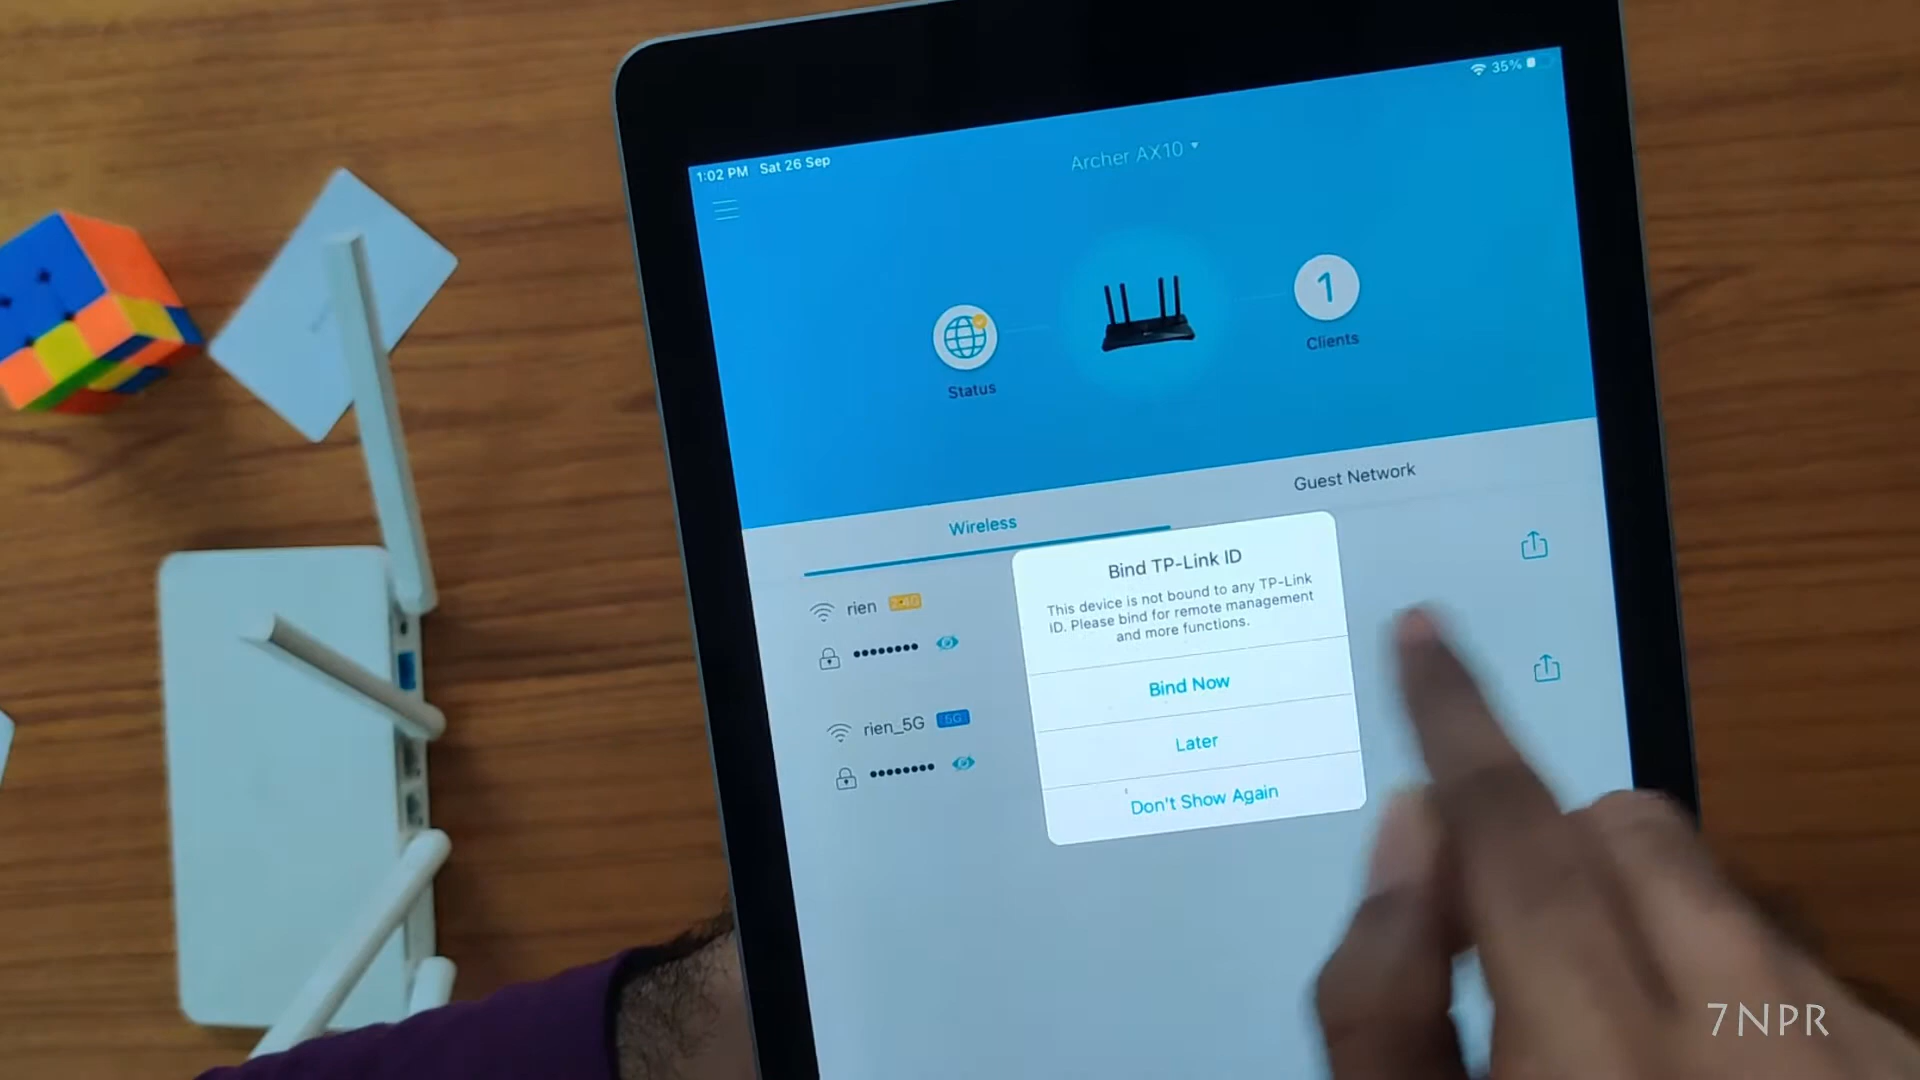 1:02 PM Sat 26 Sep
35%
Archer AX10
1
Status
Clients
Wireless
Guest Network
rien
rien_5G 5G
Bind TP-Link ID
This device is not bound to any TP-Link
ID. Please bind for remote management
and more functions.
Bind Now
Later
Don't Show Again
7NPR